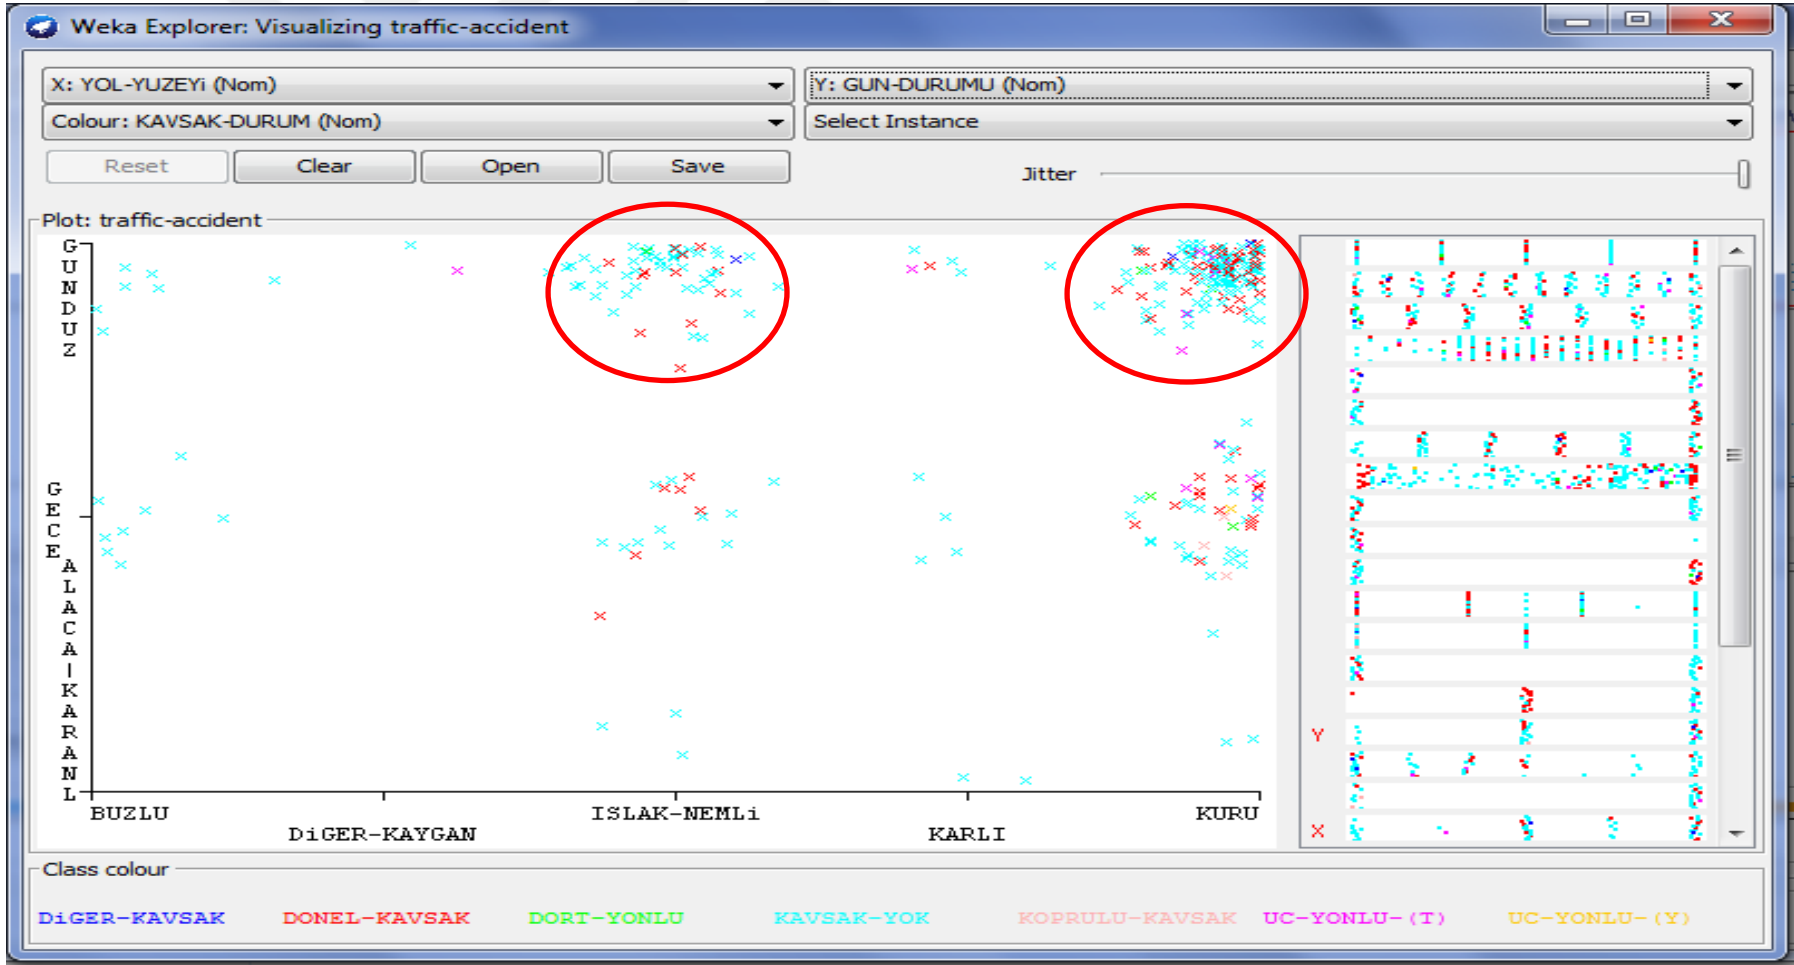 Weka Explorer: Visualizing traffic-accident
X: YOL-YUZEYi (Nom)
Y: GUN-DURUMU (Nom)
Colour: KAVSAK-DURUM (Nom)
Select Instance
Reset
Clear
Open
Save
Jitter
Plot: traffic-accident
GUNDUZ
GECE
ALACAIKARANL
BUZLU
DiGER-KAYGAN
ISLAK-NEMLi
KARLI
KURU
Y
X
Class colour
DiGER-KAVSAK DONEL-KAVSAK DORT-YONLU KAVSAK-YOK KOPRULU-KAVSAK UC-YONLU-(T) UC-YONLU-(Y)